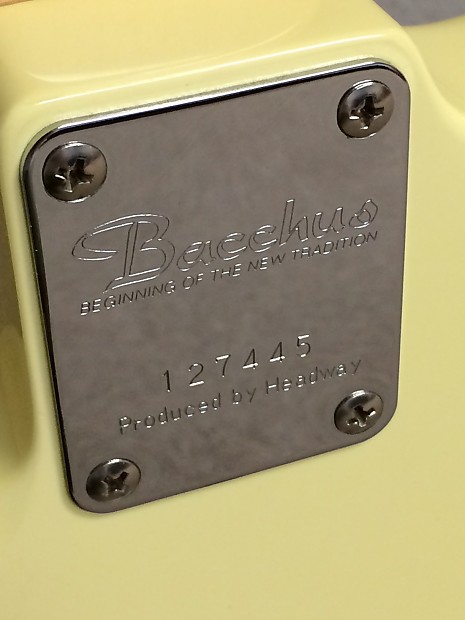 Bacchus
BEGINNING OF THE NEW TRADITION
127445
Produced by Headway